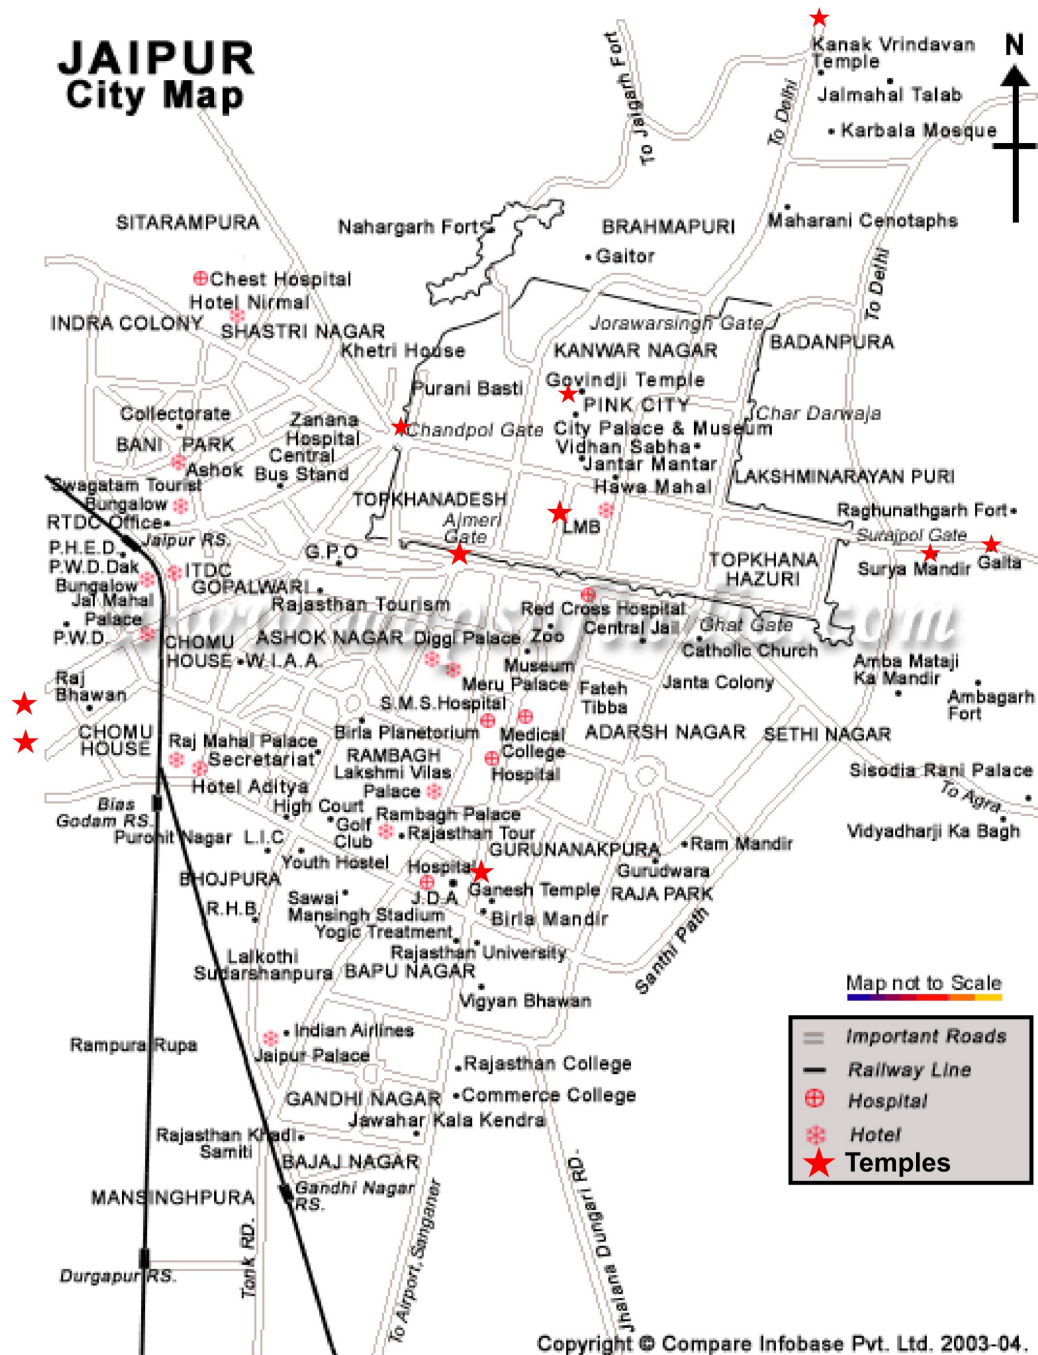 JAIPUR
City Map
Kanak Vrindavan
Temple
N
Jalmahal Talab
To Jaigarh Fort
To Delhi
Karbala Mosque
SITARAMPURA
Nahargarh Fort
BRAHMAPURI
Maharani Cenotaphs
Gaitor
To Delhi
Chest Hospital
Hotel Nirmal
INDRA COLONY
SHASTRI NAGAR
Jorawarsingh Gate
BADANPURA
Khetri House
KANWAR NAGAR
Purani Basti
Govindji Temple
PINK CITY
Collectorate
Zanana
Hospital
Chandpol Gate
Char Darwaja
City Palace & Museum
BANI PARK
Central
Bus Stand
Vidhan Sabha
Ashok
Jantar Mantar
LAKSHMINARAYAN PURI
Swagatam Tourist
Bungalow
Hawa Mahal
TOPKHANADESH
RTDC Office
Ajmeri
Gate
LMB
Raghunathgarh Fort
Surajpol Gate
Jaipur RS.
P.H.E.D.
G.P.O
TOPKHANA
HAZURI
Surya Mandir
Galta
P.W.D.Dak
Bungalow
ITDC
GOPALWARI
Jal Mahal
Palace
Rajasthan Tourism
Red Cross Hospital
Central Jail
Ghat Gate
P.W.D.
CHOMU
HOUSE
ASHOK NAGAR
Diggi Palace
Zoo
W.I.A.A.
Museum
Catholic Church
Amba Mataji
Ka Mandir
Raj
Bhawan
Meru Palace
Fateh
Tibba
Janta Colony
Ambagarh
Fort
S.M.S.Hospital
CHOMU
HOUSE
Birla Planetorium
Medical
College
ADARSH NAGAR
SETHI NAGAR
Raj Mahal Palace
Secretariat
RAMBAGH
Lakshmi Vilas
Palace
Hospital
Sisodia Rani Palace
Hotel Aditya
To Agra
Bias
Godam RS.
High Court
Rambagh Palace
Golf
Club
Rajasthan Tour
Vidyadharji Ka Bagh
Purohit Nagar
L.I.C
Ram Mandir
GURUNANAKPURA
Youth Hostel
Hospital
Gurudwara
BHOJPURA
J.D.A
Ganesh Temple
RAJA PARK
R.H.B
Sawai
Mansingh Stadium
Birla Mandir
Yogic Treatment
Santhi Path
Lalkothi
Sudarshanpura
Rajasthan University
BAPU NAGAR
Vigyan Bhawan
Map not to Scale
Indian Airlines
Rampura Rupa
Jaipur Palace
Rajasthan College
GANDHI NAGAR
Commerce College
Jawahar Kala Kendra
Rajasthan Khadi
Samiti
BAJAJ NAGAR
MANSINGHPURA
Gandhi Nagar
RS.
Tonk RD.
Durgapur RS.
To Airport, Sanganer
Jhalana Dungari RD.
Important Roads
Railway Line
Hospital
Hotel
Temples
Copyright © Compare Infobase Pvt. Ltd. 2003-04.